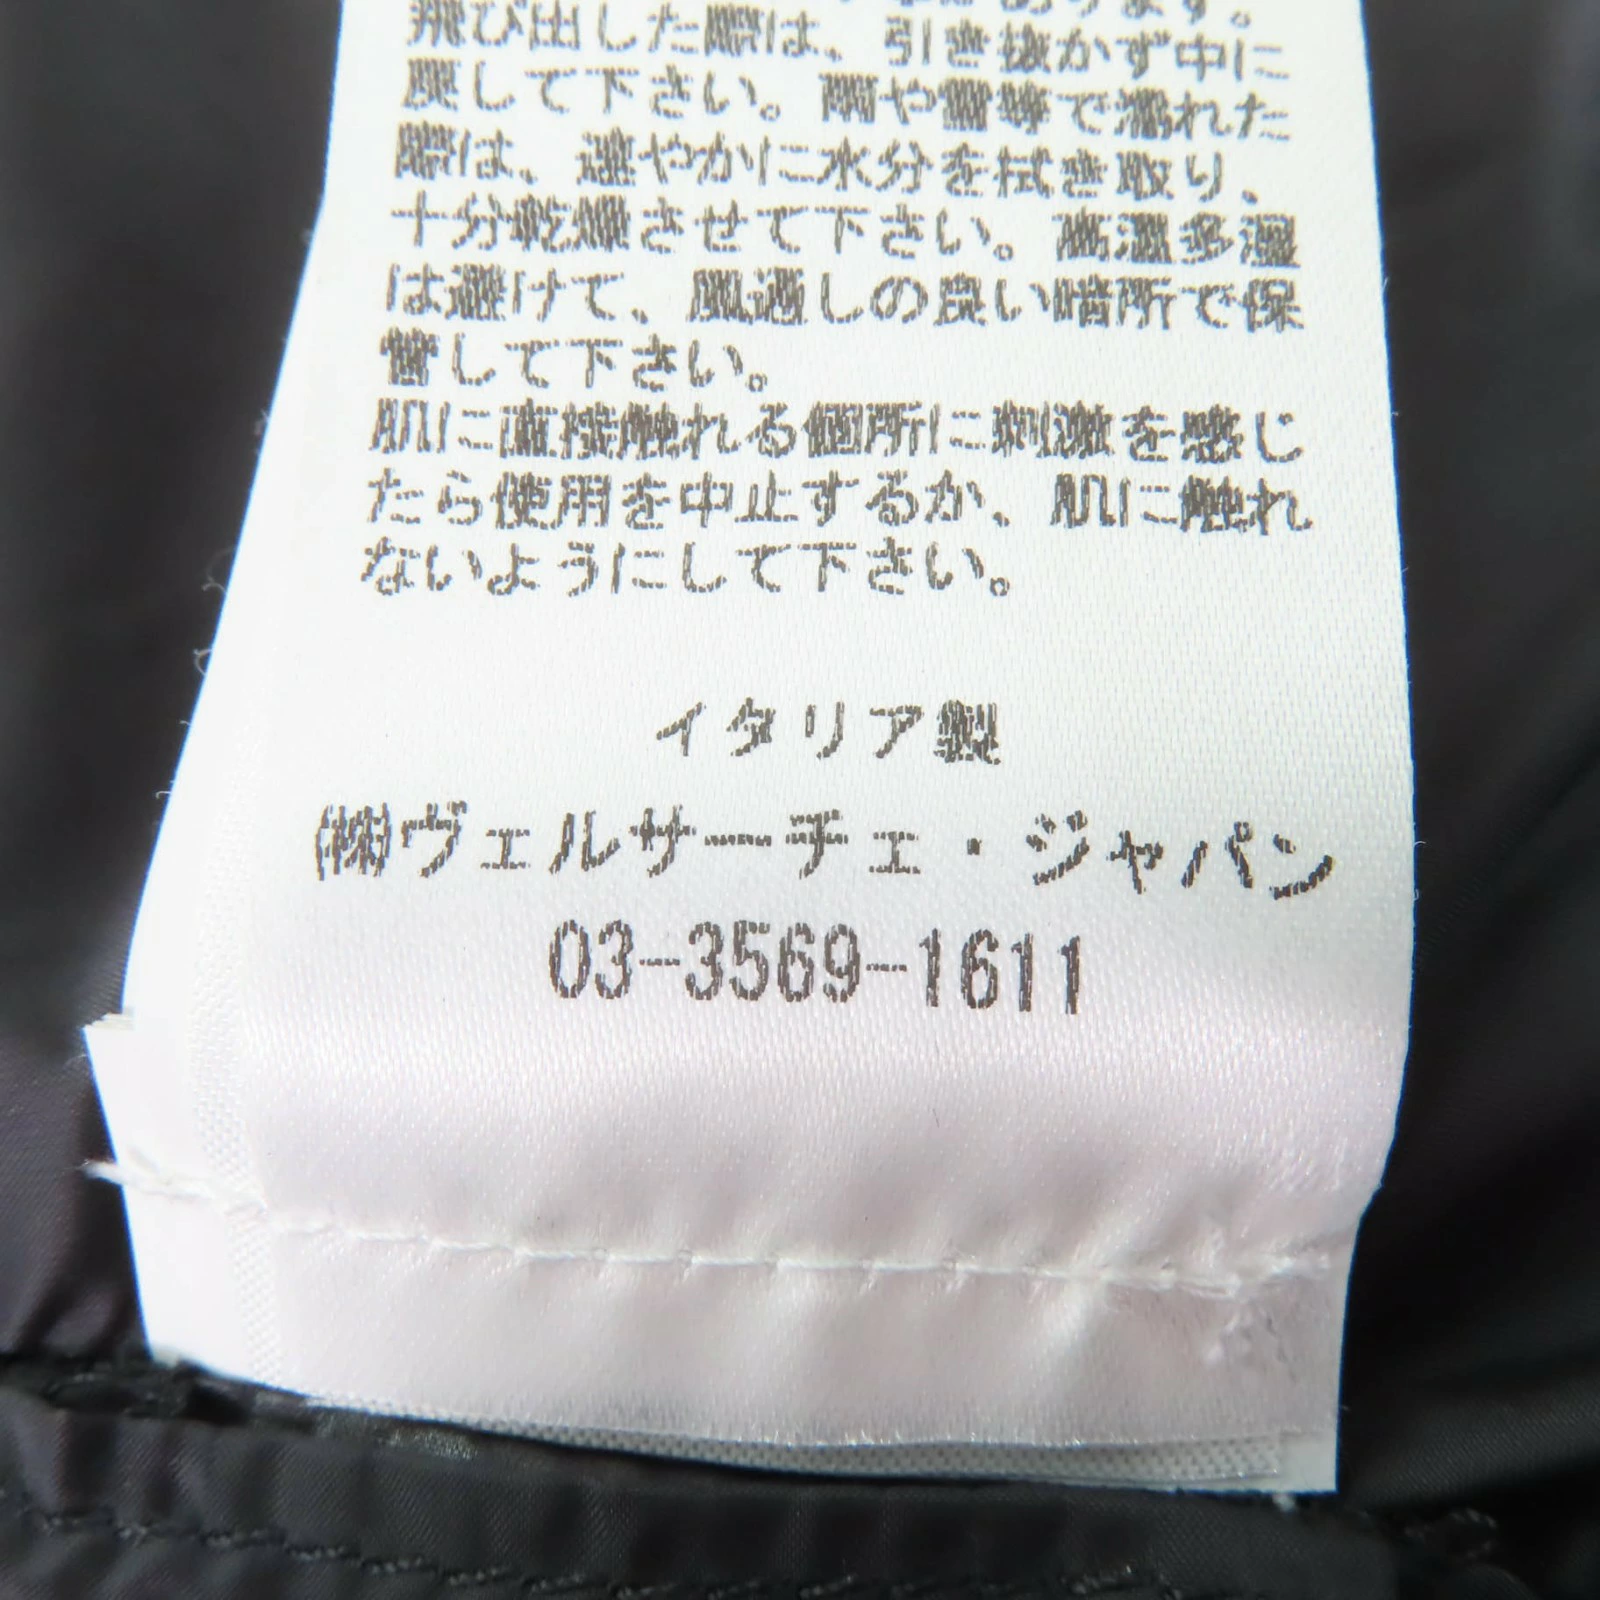 飛び出した際は、引き抜かず中に
戻して下さい。雨や雪等で濡れた
際は、速やかに水分を拭き取り、
十分乾燥させて下さい。高温多湿
は避けて、風通しの良い暗所で保
管して下さい。
肌に直接触れる個所に刺激を感じ
たら使用を中止するか、肌に触れ
ないようにして下さい。
イタリア製
㈱ヴェルサーチェ・ジャパン
03-3569-1611